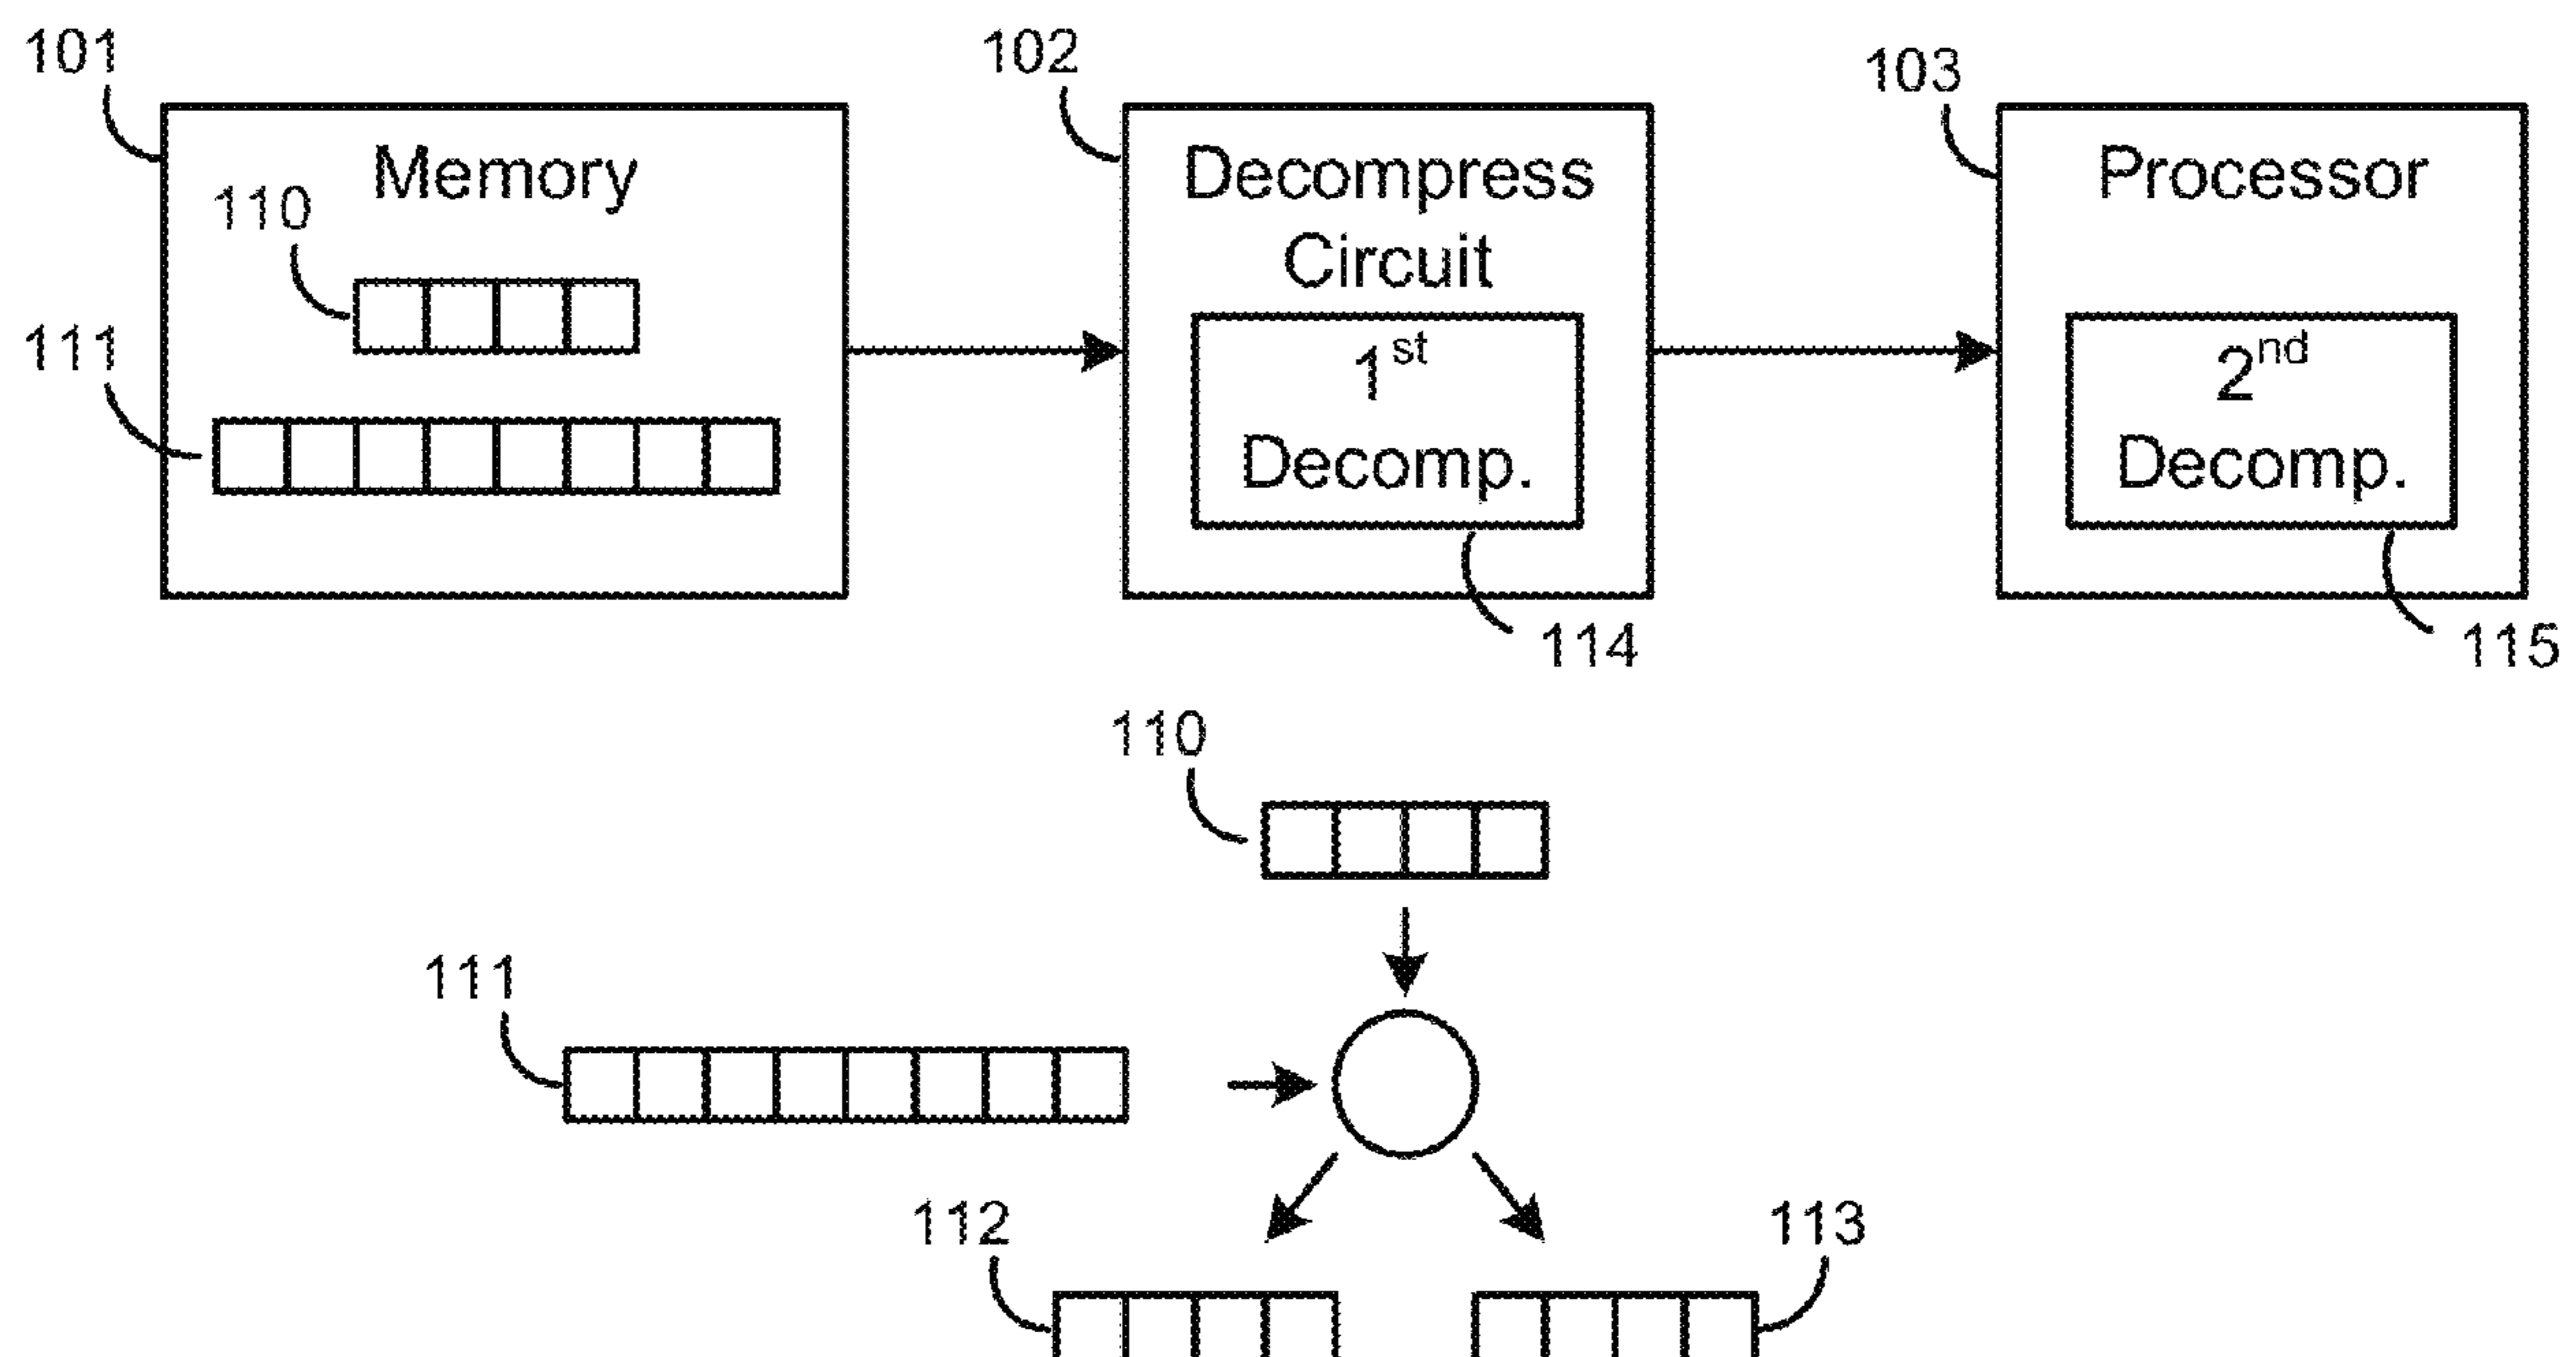 101
102
103
Memory
Decompress
Circuit
Processor
110
111
1st
Decomp.
2nd
Decomp.
114
115
110
111
112
113